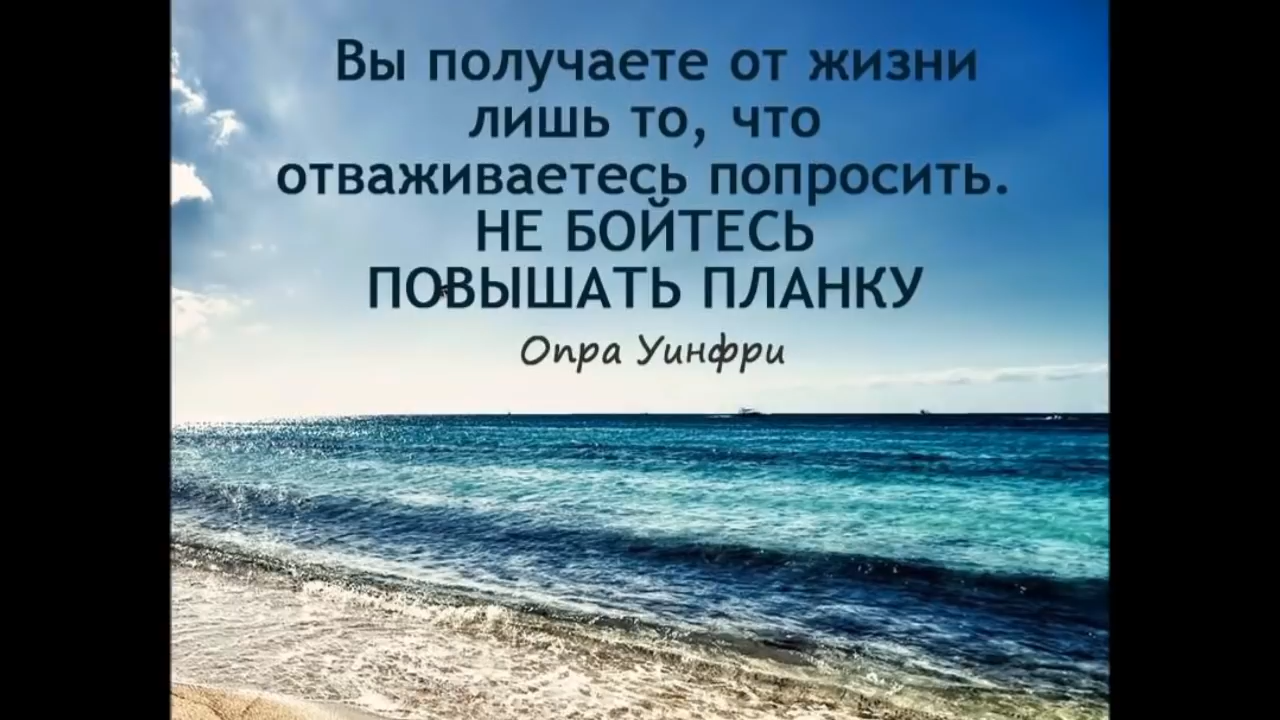 Вы получаете от жизни
лишь то, что
отваживаетесь попросить.
НЕ БОЙТЕСЬ
ПОВЫШАТЬ ПЛАНКУ
Опра Уинфри